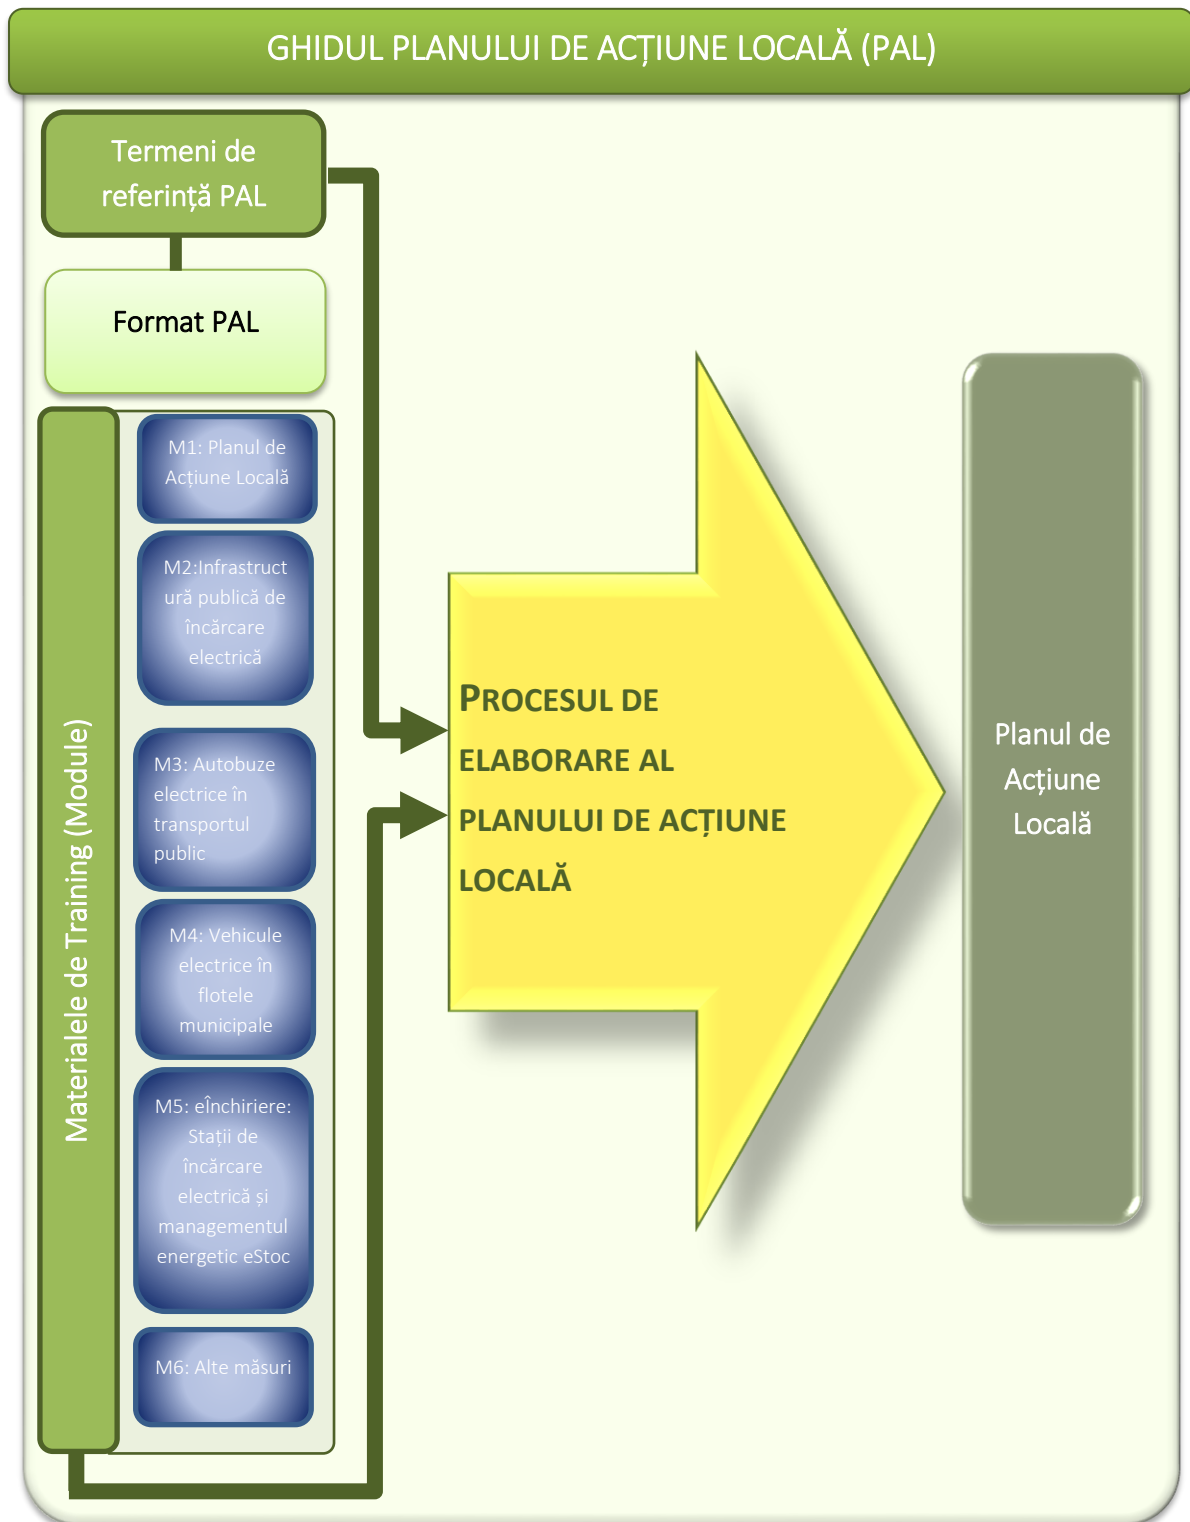 GHIDUL PLANULUI DE ACȚIUNE LOCALĂ (PAL)
Termeni de
referință PAL
Format PAL
Materialele de Training (Module)
M1: Planul de
Acțiune Locală
M2:Infrastruct
ură publică de
încărcare
electrică
M3: Autobuze
electrice în
transportul
public
M4: Vehicule
electrice în
flotele
municipale
M5: eÎnchiriere:
Stații de
încărcare
electrică și
managementul
energetic eStoc
M6: Alte măsuri
PROCESUL DE
ELABORARE AL
PLANULUI DE ACȚIUNE
LOCALĂ
Planul de
Acțiune
Locală